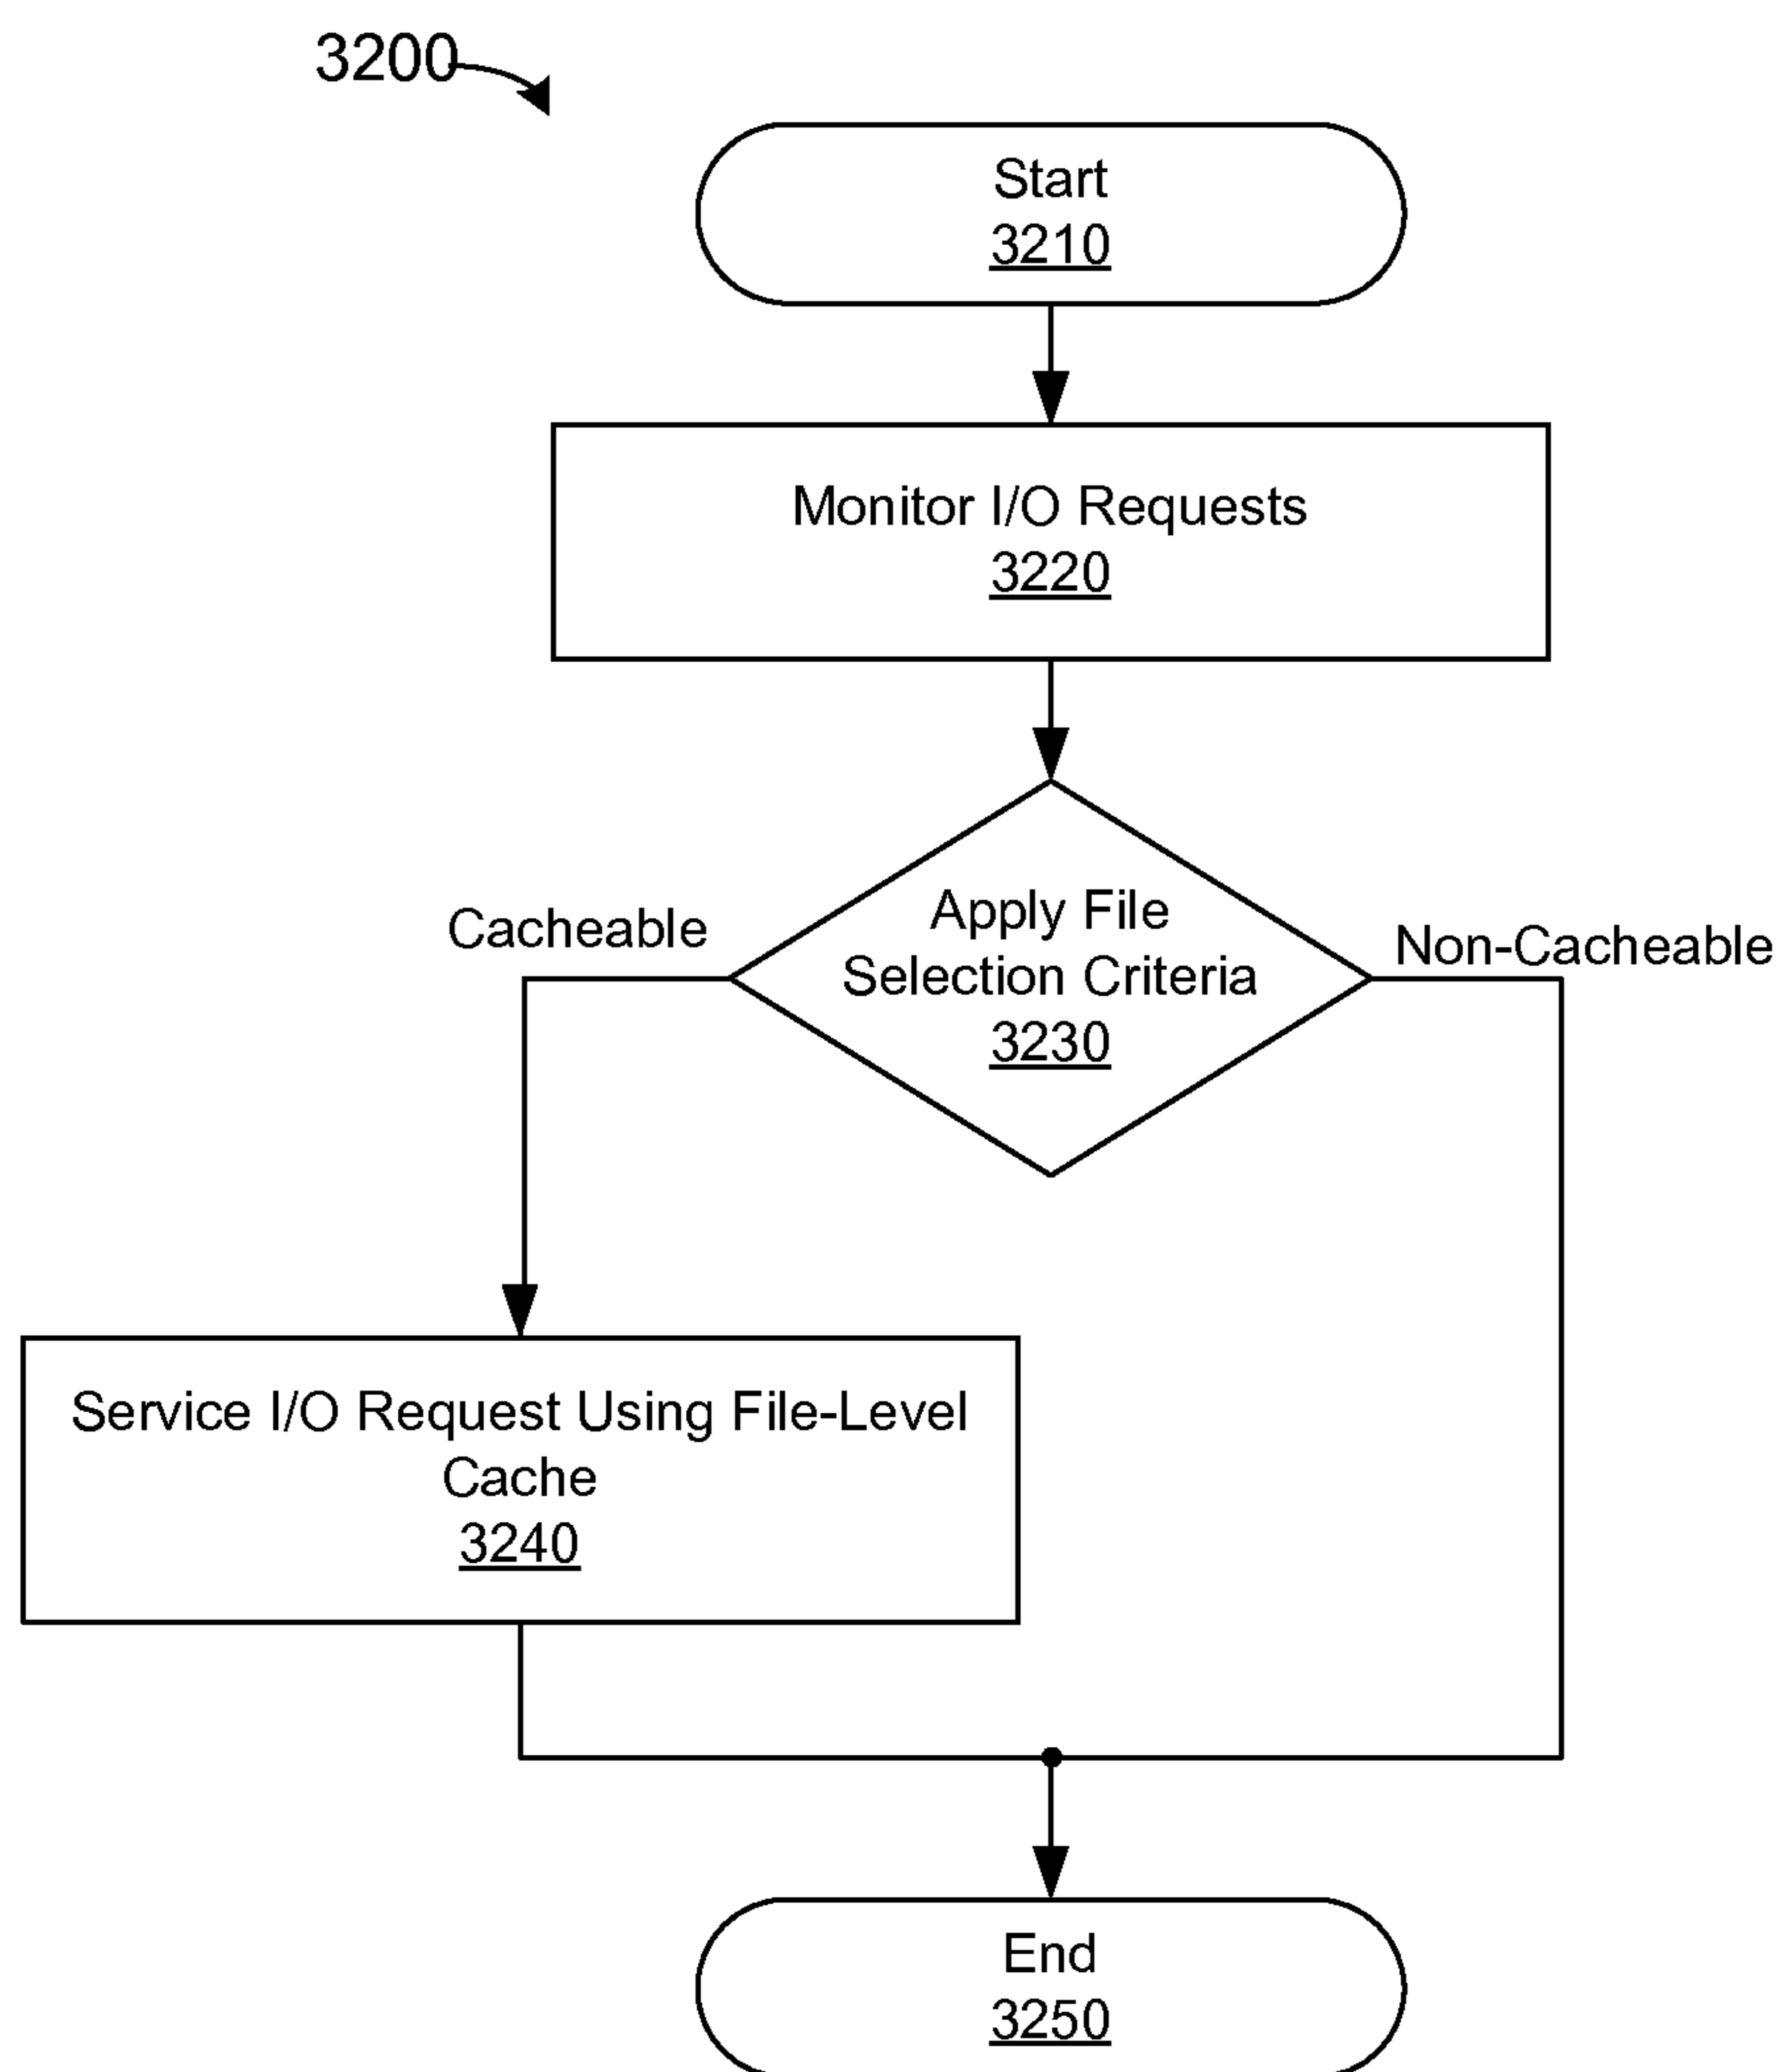 3200
Start
3210
Monitor I/O Requests
3220
Apply File
Selection Criteria
3230
Cacheable
Non-Cacheable
Service I/O Request Using File-Level
Cache
3240
End
3250